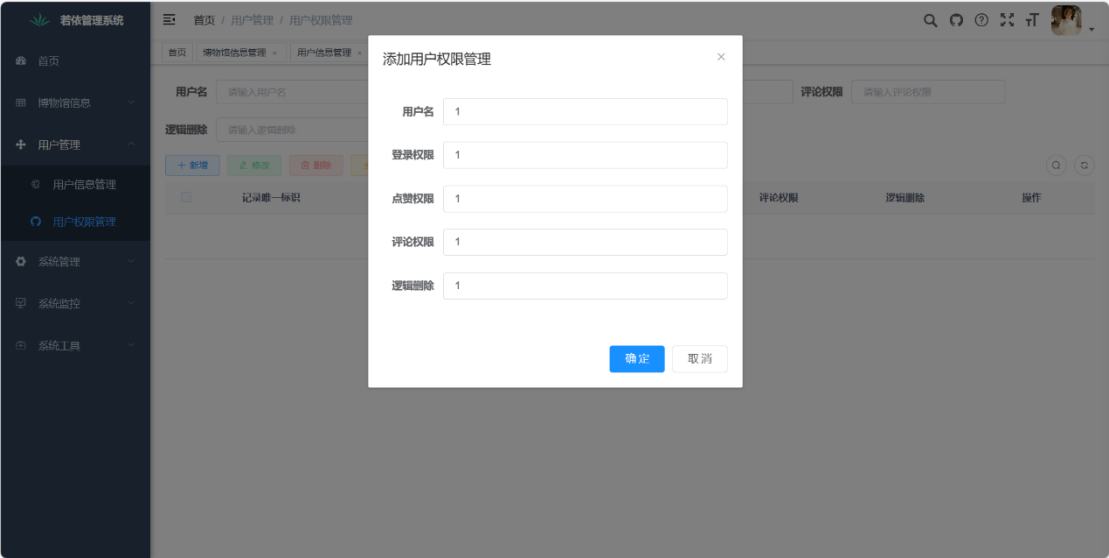 若依管理系统
首页 / 用户管理 / 用户权限管理
首页
博物馆信息管理 ×
用户信息管理 ×
首页
博物馆信息
用户管理
用户信息管理
用户权限管理
系统管理
系统监控
系统工具
用户名 请输入用户名
评论权限 请输入评论权限
逻辑删除 请输入逻辑删除
+ 新增
修改
删除
记录唯一标识
评论权限
逻辑删除
操作
添加用户权限管理 ×
用户名 1
登录权限 1
点赞权限 1
评论权限 1
逻辑删除 1
确定 取消